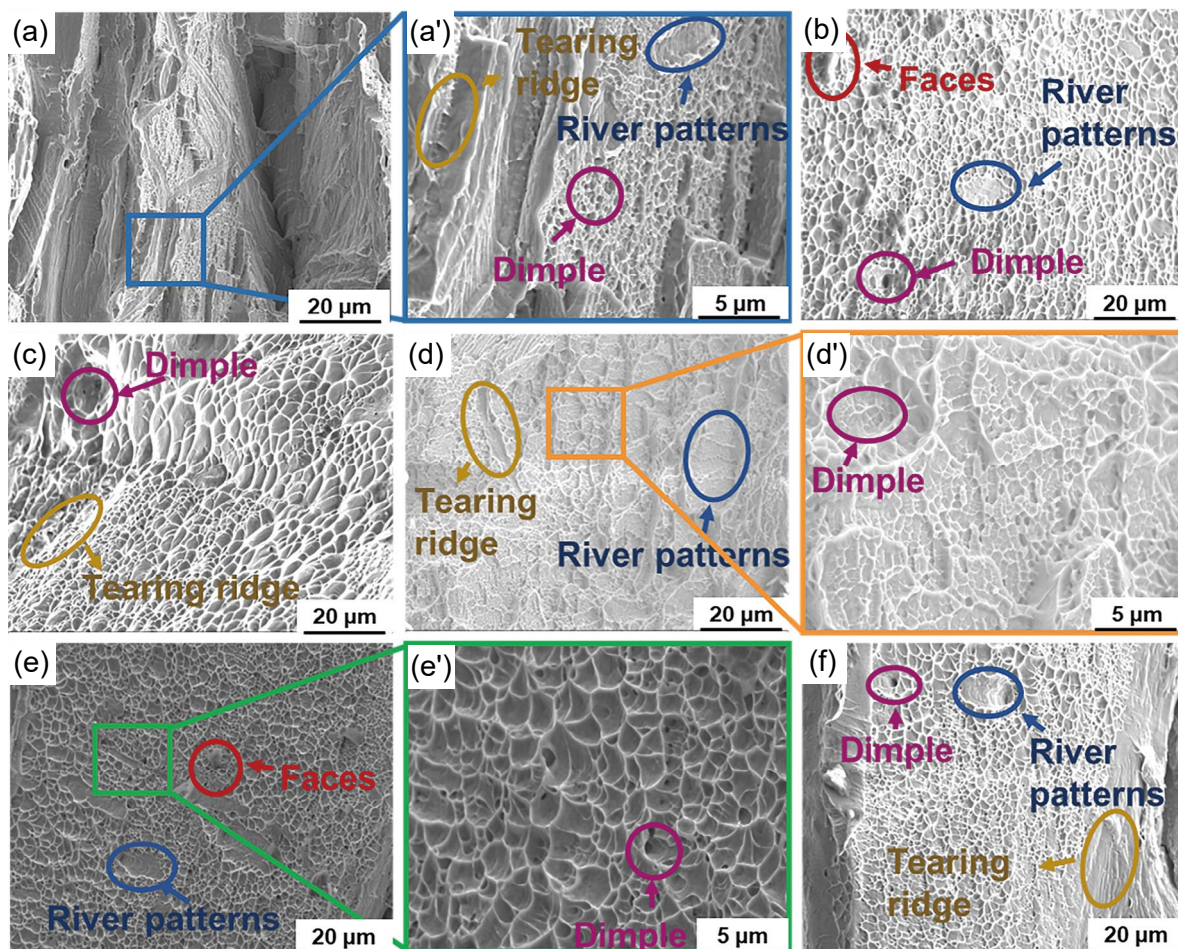 (a)
20 µm
(a')
Tearing
ridge
River patterns
Dimple
5 µm
(b)
Faces
River
patterns
Dimple
20 µm
(c)
Dimple
Tearing ridge
20 µm
(d)
Tearing
ridge
River patterns
20 µm
(d')
Dimple
5 µm
(e)
Faces
River patterns
20 µm
(e')
Dimple
5 µm
(f)
Dimple
River
patterns
Tearing
ridge
20 µm